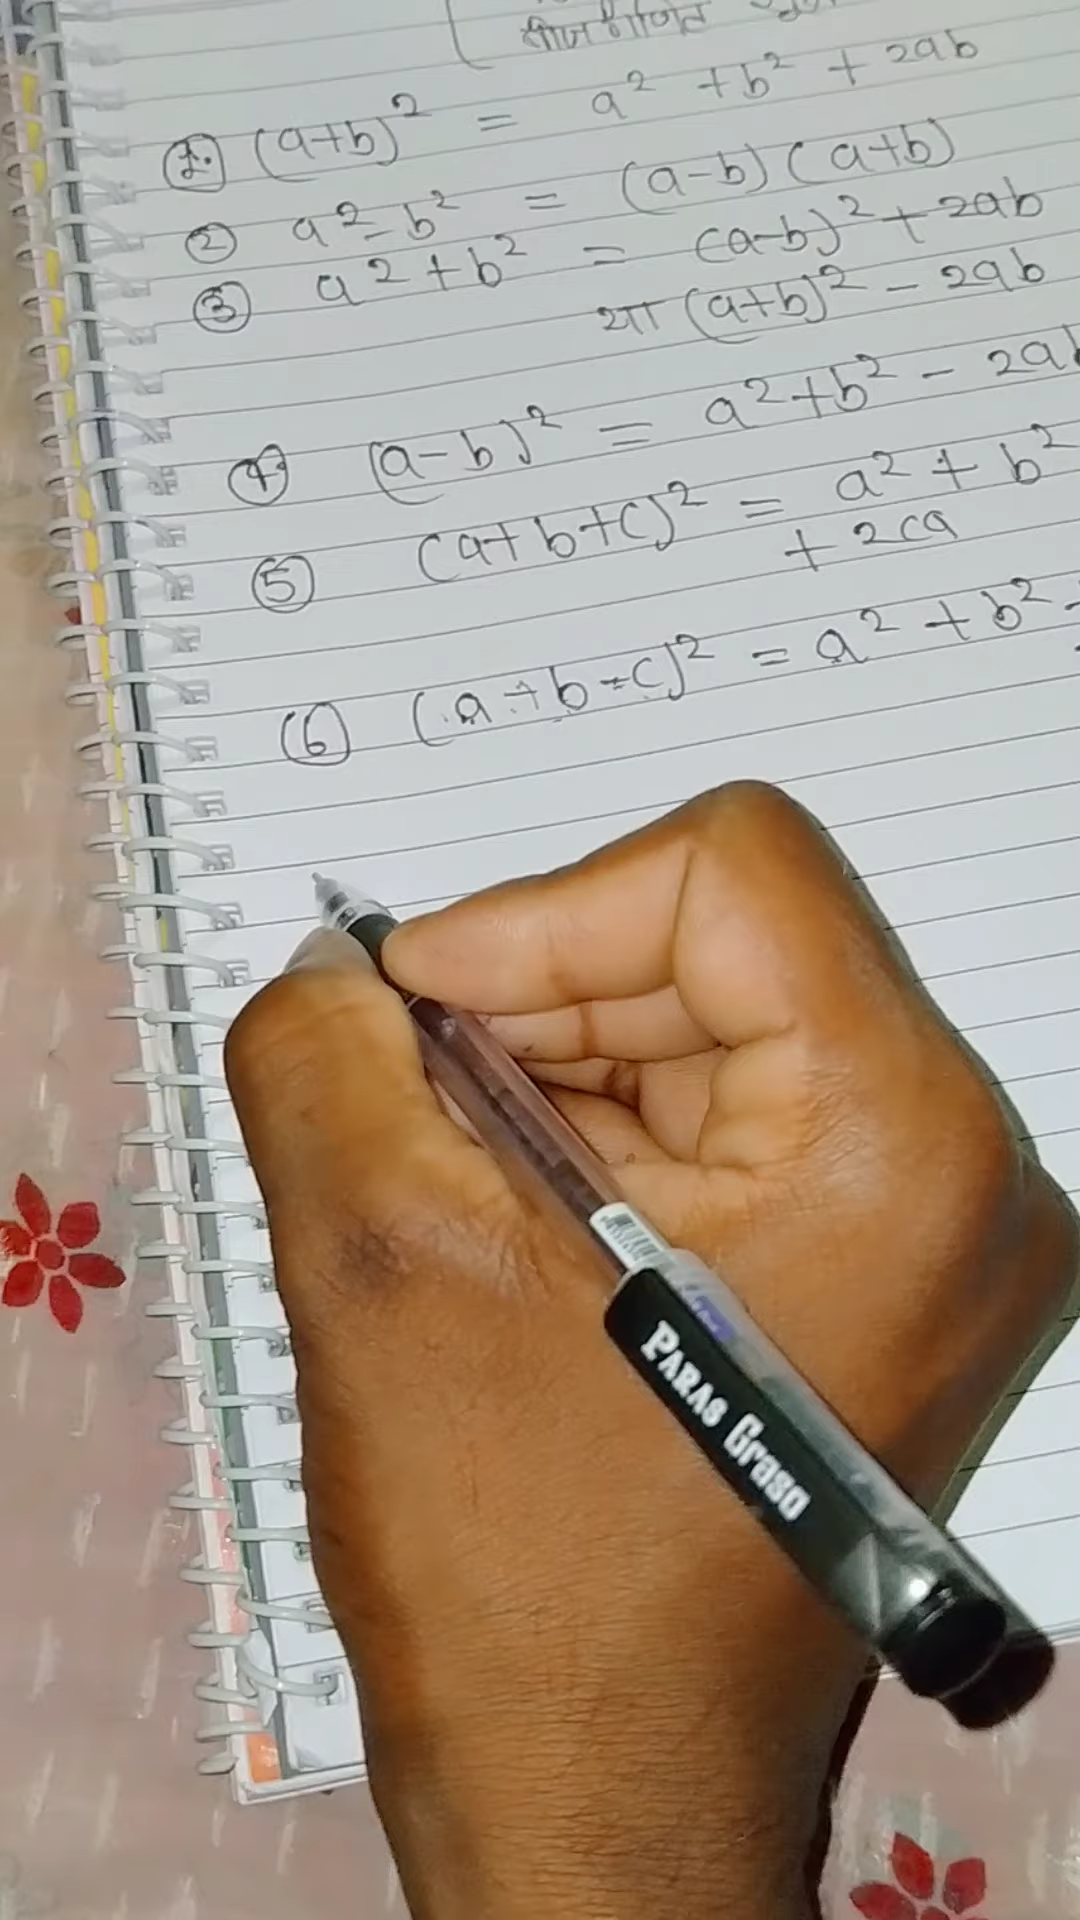 बीजगणित
1. (a+b)² = a² + b² + 2ab
2 a² - b² = (a-b) (a+b)
3 a² + b² = (a-b)² + 2ab
या (a+b)² - 2ab
4 (a-b)² = a² + b² - 2ab
5 (a+b+c)² = a² + b²
+ 2ca
(6) (a+b-c)² = a² + b²
PARAS Graso